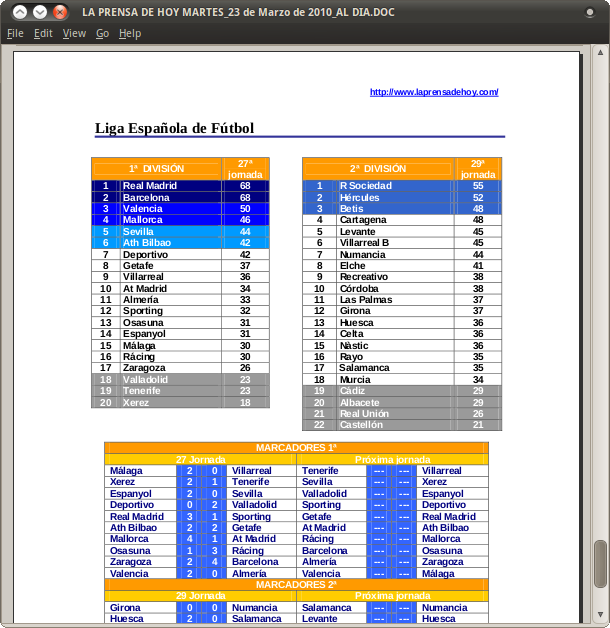 LA PRENSA DE HOY MARTES_23 de Marzo de 2010_AL DIA.DOC
File Edit View Go Help
http://www.laprensadehoy.com/
Liga Española de Fútbol
1ª DIVISIÓN 27ª jornada
1 Real Madrid 68
2 Barcelona 68
3 Valencia 50
4 Mallorca 46
5 Sevilla 44
6 Ath Bilbao 42
7 Deportivo 42
8 Getafe 37
9 Villarreal 36
10 At Madrid 34
11 Almería 33
12 Sporting 32
13 Osasuna 31
14 Espanyol 31
15 Málaga 30
16 Rácing 30
17 Zaragoza 26
18 Valladolid 23
19 Tenerife 23
20 Xerez 18
2ª DIVISIÓN 29ª jornada
1 R Sociedad 55
2 Hércules 52
3 Betis 48
4 Cartagena 48
5 Levante 45
6 Villarreal B 45
7 Numancia 44
8 Elche 41
9 Recreativo 38
10 Córdoba 38
11 Las Palmas 37
12 Girona 37
13 Huesca 36
14 Celta 36
15 Nàstic 36
16 Rayo 35
17 Salamanca 35
18 Murcia 34
19 Cádiz 29
20 Albacete 29
21 Real Unión 26
22 Castellón 21
MARCADORES 1ª
27 Jornada Próxima jornada
Málaga 2 0 Villarreal Tenerife --- --- Villarreal
Xerez 2 1 Tenerife Sevilla --- --- Xerez
Espanyol 2 0 Sevilla Valladolid --- --- Espanyol
Deportivo 0 2 Valladolid Sporting --- --- Deportivo
Real Madrid 3 1 Sporting Getafe --- --- Real Madrid
Ath Bilbao 2 2 Getafe At Madrid --- --- Ath Bilbao
Mallorca 4 1 At Madrid Rácing --- --- Mallorca
Osasuna 1 3 Rácing Barcelona --- --- Osasuna
Zaragoza 2 4 Barcelona Almería --- --- Zaragoza
Valencia 2 0 Almería Valencia --- --- Málaga
MARCADORES 2ª
29 Jornada Próxima jornada
Girona 0 0 Numancia Salamanca --- --- Numancia
Huesca 2 0 Salamanca Levante --- --- Huesca